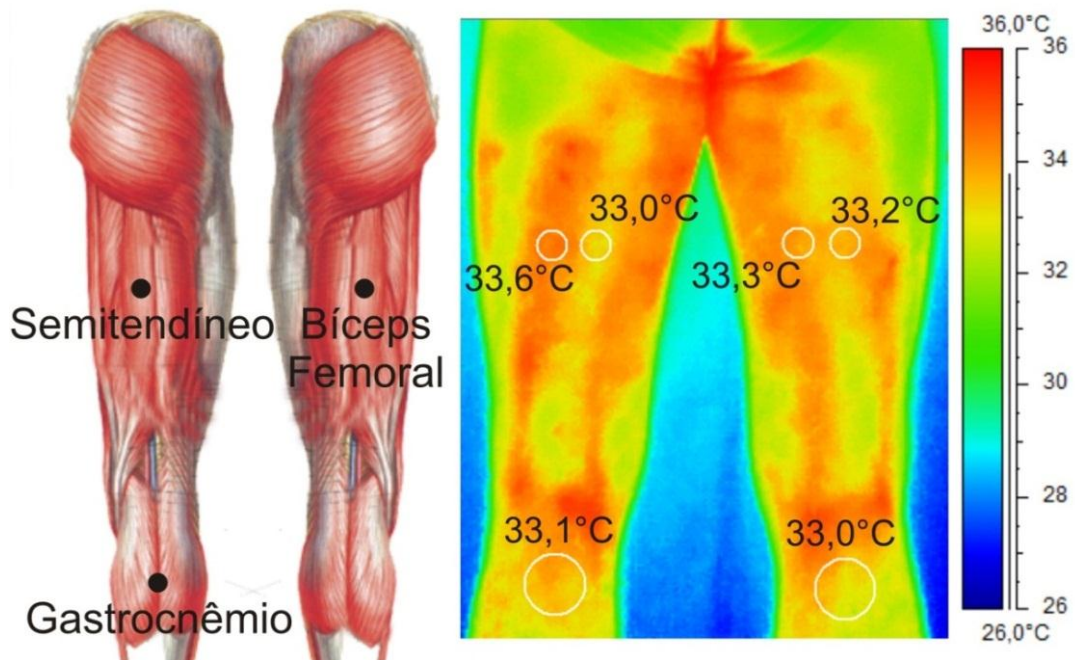 Semitendíneo
Bíceps
Femoral
Gastrocnêmio
33,0°C
33,6°C
33,2°C
33,3°C
33,1°C
33,0°C
36,0°C
36
34
32
30
28
26
26,0°C